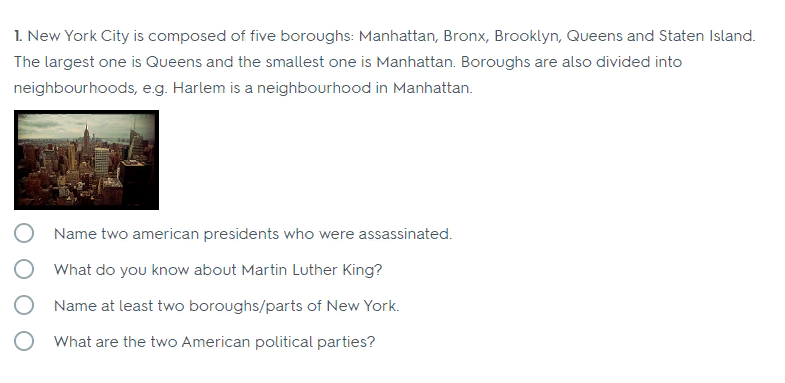 1. New York City is composed of five boroughs: Manhattan, Bronx, Brooklyn, Queens and Staten Island.
The largest one is Queens and the smallest one is Manhattan. Boroughs are also divided into
neighbourhoods, e.g. Harlem is a neighbourhood in Manhattan.
Name two american presidents who were assassinated.
What do you know about Martin Luther King?
Name at least two boroughs/parts of New York.
What are the two American political parties?